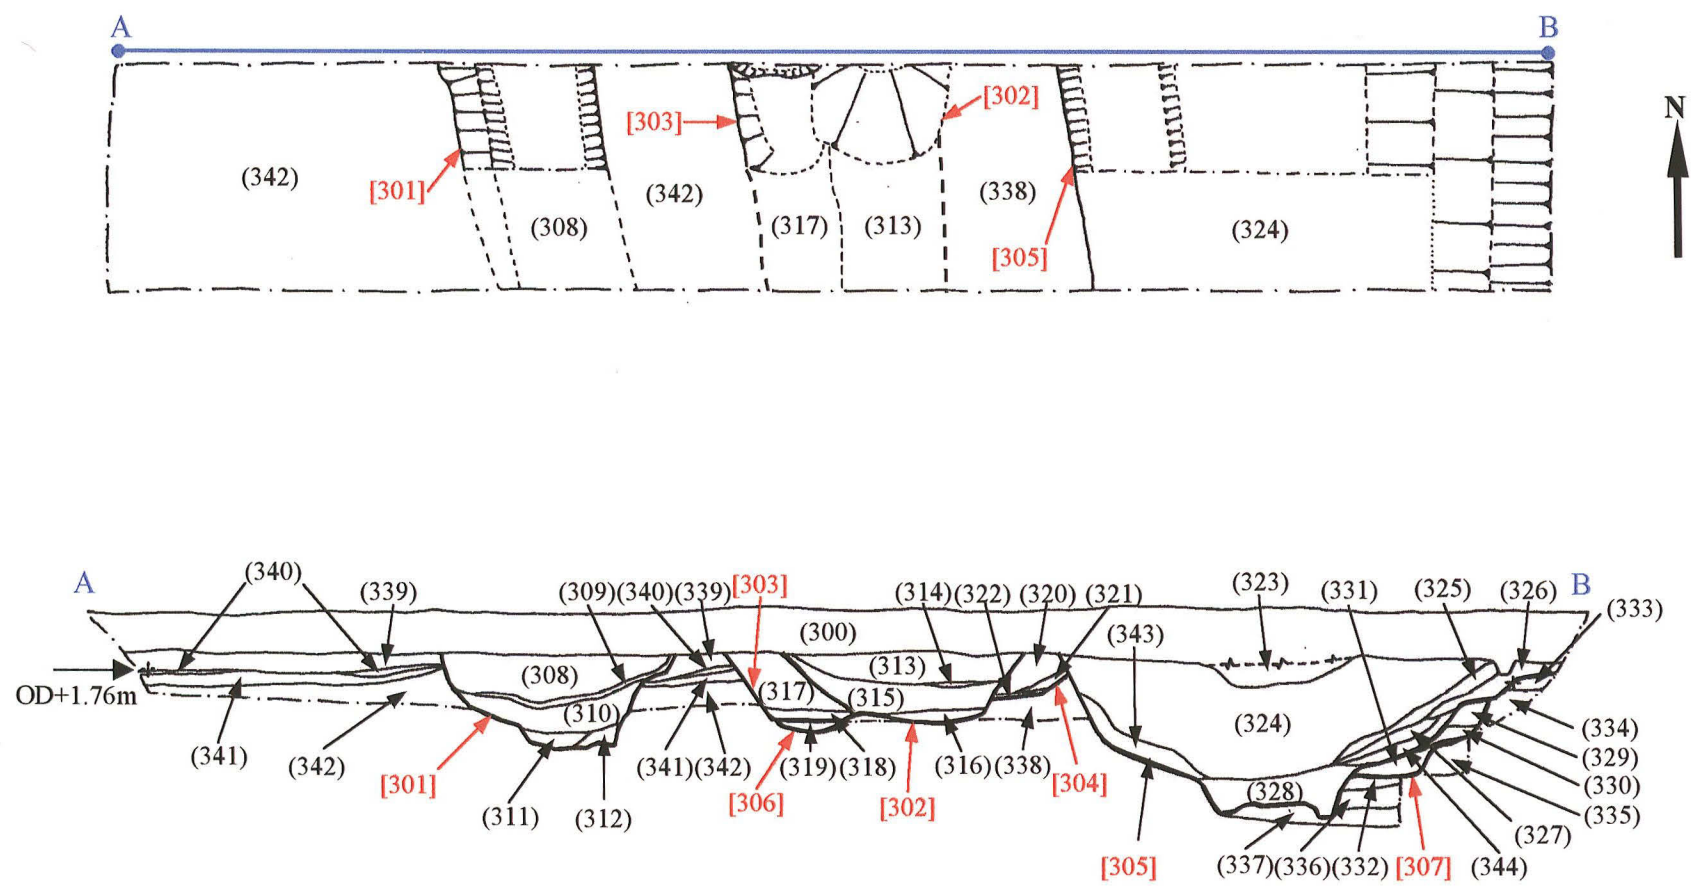 A B
[302]
N
[303]
(342) [301] (342) (338)
(308) (317) (313) (324)
[305]
A (340) (339) (309)(340)(339) [303] (314)(322) (320) (321) (323) (331) (325) (326) B
(333)
(300) (343)
(308) (313)
OD+1.76m (317) (315)
(310) (324)
(334)
(341) (342) (341)(342) (319)(318) (316)(338) (329)
[301] [306] [302] [304] (328) (330)
(311) (312) (335)
(327)
[305] (337)(336)(332) [307] (344)